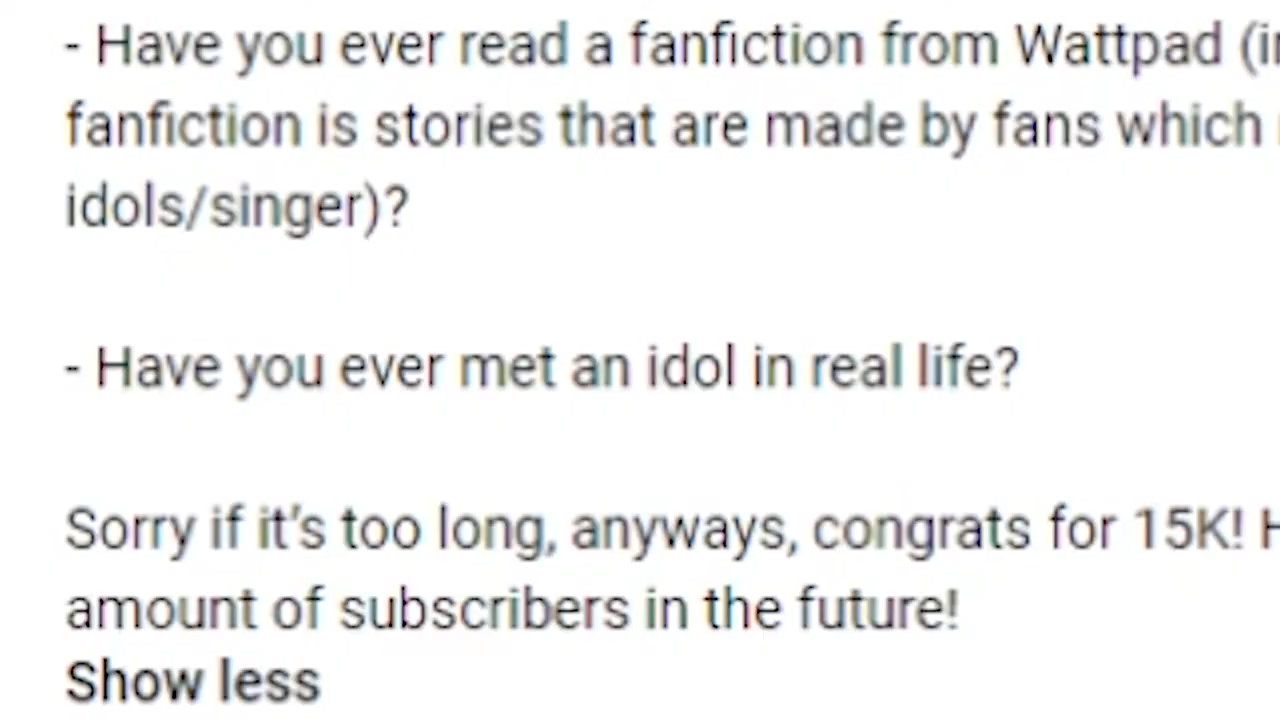 - Have you ever read a fanfiction from Wattpad
fanfiction is stories that are made by fans which
idols/singer)?
- Have you ever met an idol in real life?
Sorry if it's too long, anyways, congrats for 15K!
amount of subscribers in the future!
Show less